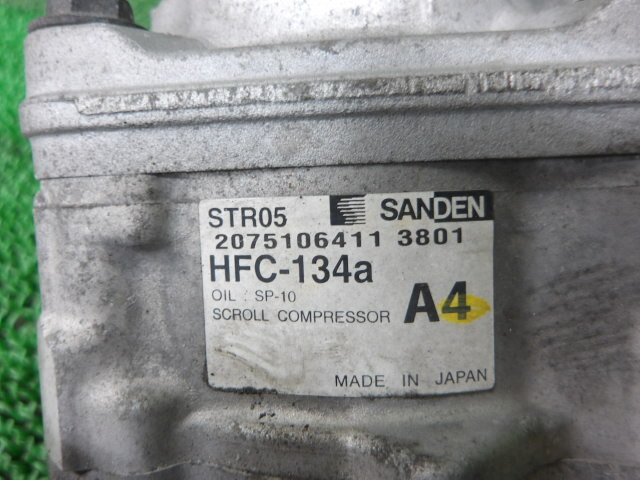 STR05 SANDEN
2075106411 3801
HFC-134a
OIL : SP-10
SCROLL COMPRESSOR A4
MADE IN JAPAN